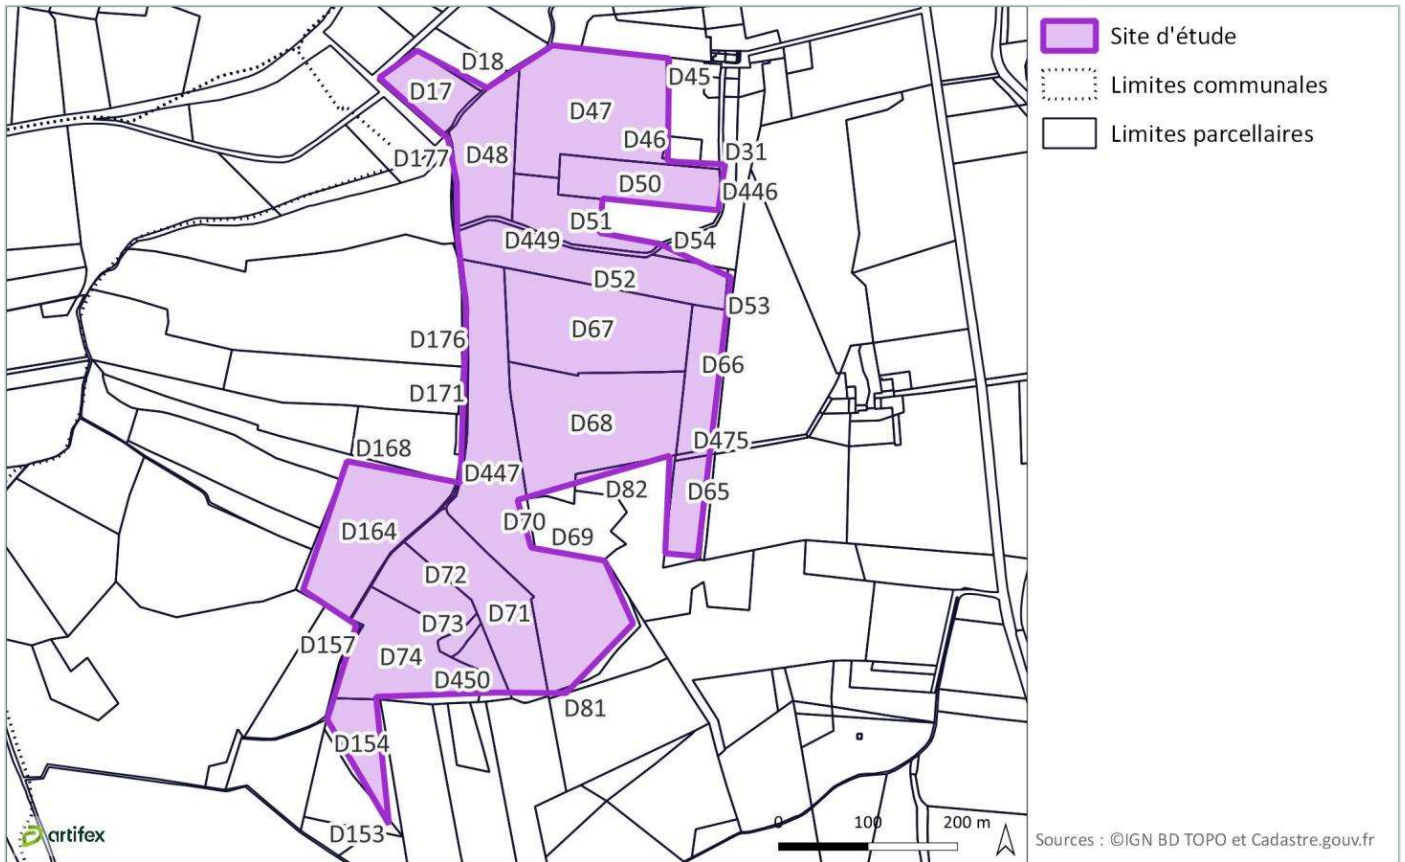 Site d'étude
Limites communales
Limites parcellaires
D18
D45
D17
D47
D46
D177
D48
D31
D50
D446
D51
D449
D54
D52
D53
D67
D176
D66
D171
D68
D475
D168
D447
D82
D65
D70
D164
D69
D72
D71
D73
D157
D74
D450
D81
D154
D153
artifex
0 100 200 m
Sources : ©IGN BD TOPO et Cadastre.gouv.fr